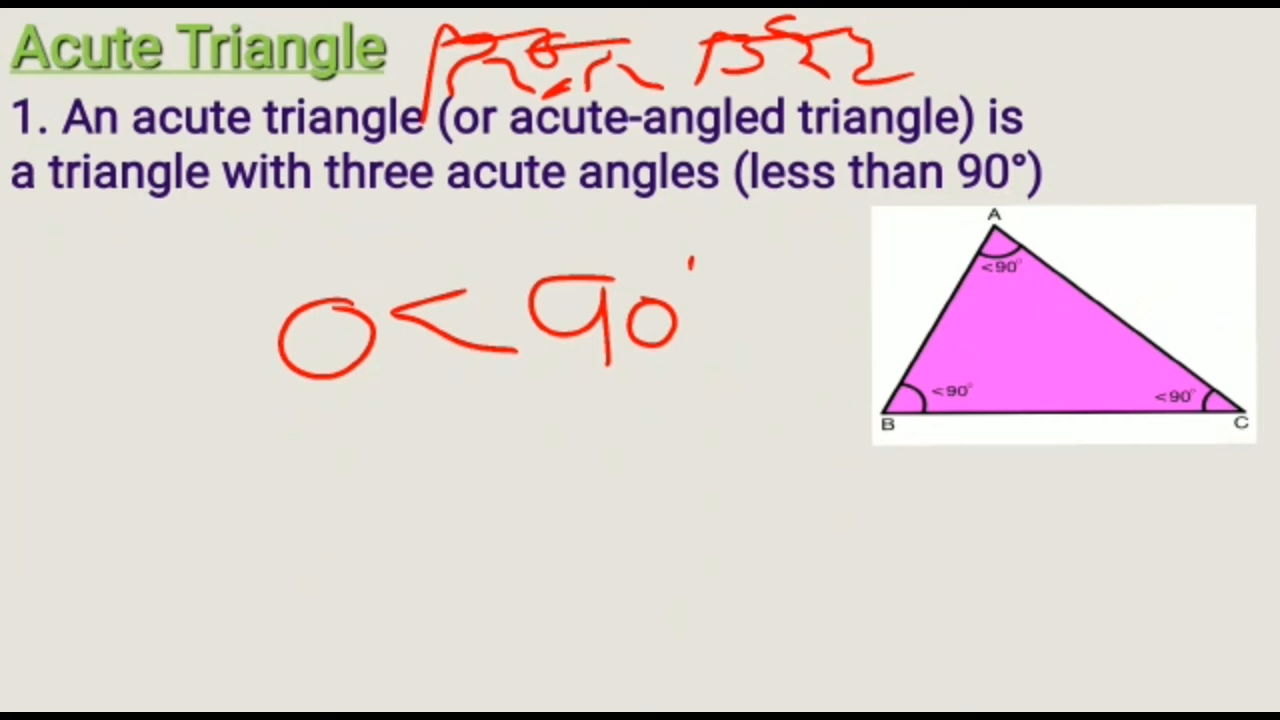 Acute Triangle
1. An acute triangle (or acute-angled triangle) is
a triangle with three acute angles (less than 90°)
0 < 90°
A
<90°
<90°
<90°
B
C